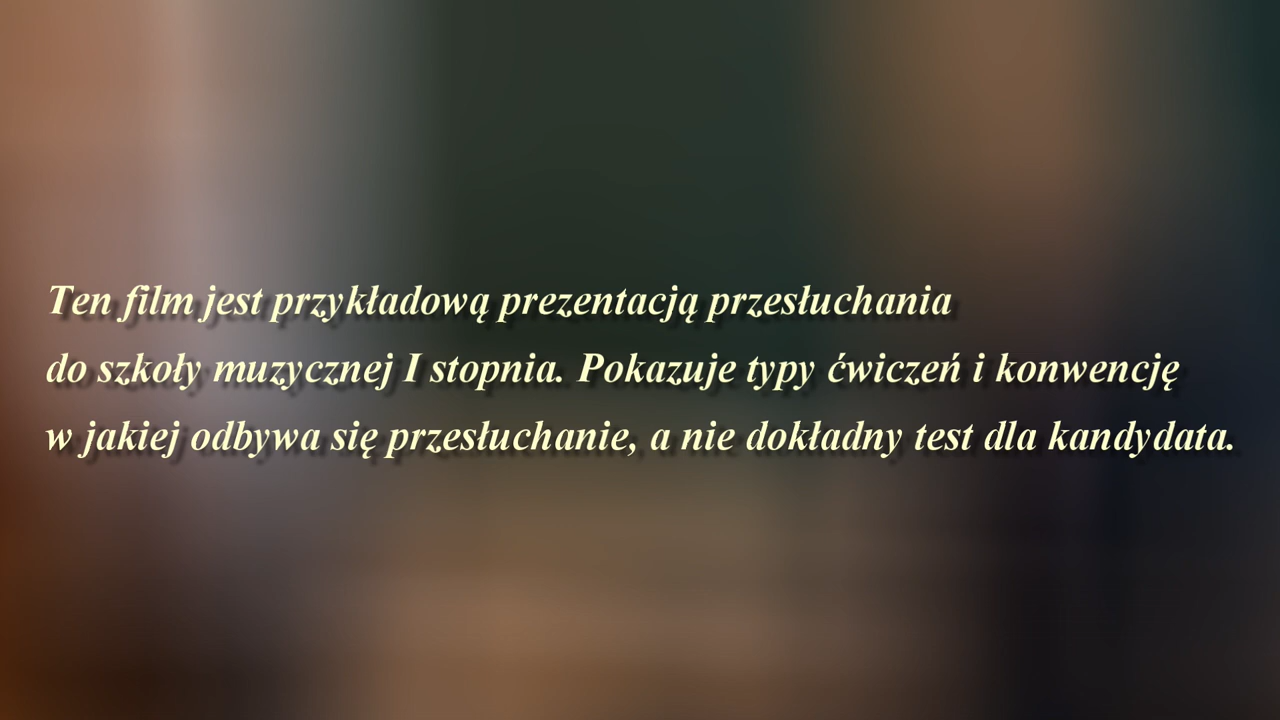 Ten film jest przykładową prezentacją przesłuchania
do szkoły muzycznej I stopnia. Pokazuje typy ćwiczeń i konwencję
w jakiej odbywa się przesłuchanie, a nie dokładny test dla kandydata.